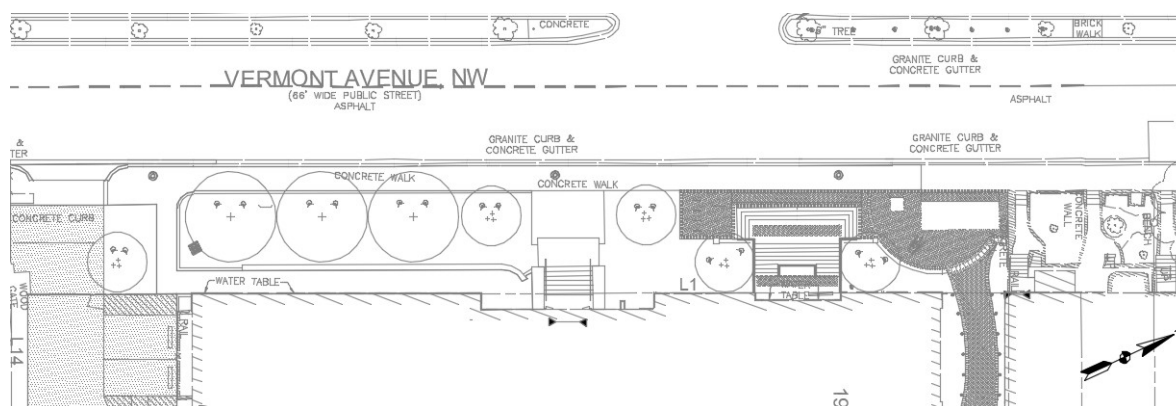 CONCRETE
TREE
BRICK
WALK
GRANITE CURB &
CONCRETE GUTTER
VERMONT AVENUE, NW
(66' WIDE PUBLIC STREET)
ASPHALT
ASPHALT
&
TER
GRANITE CURB &
CONCRETE GUTTER
GRANITE CURB &
CONCRETE GUTTER
CONCRETE WALK
CONCRETE WALK
CONCRETE CURB
CONCRETE
WALL
BENCH
WATER TABLE
L1
TABLE
RAIL
WOOD
GATE
RAIL
L14
19